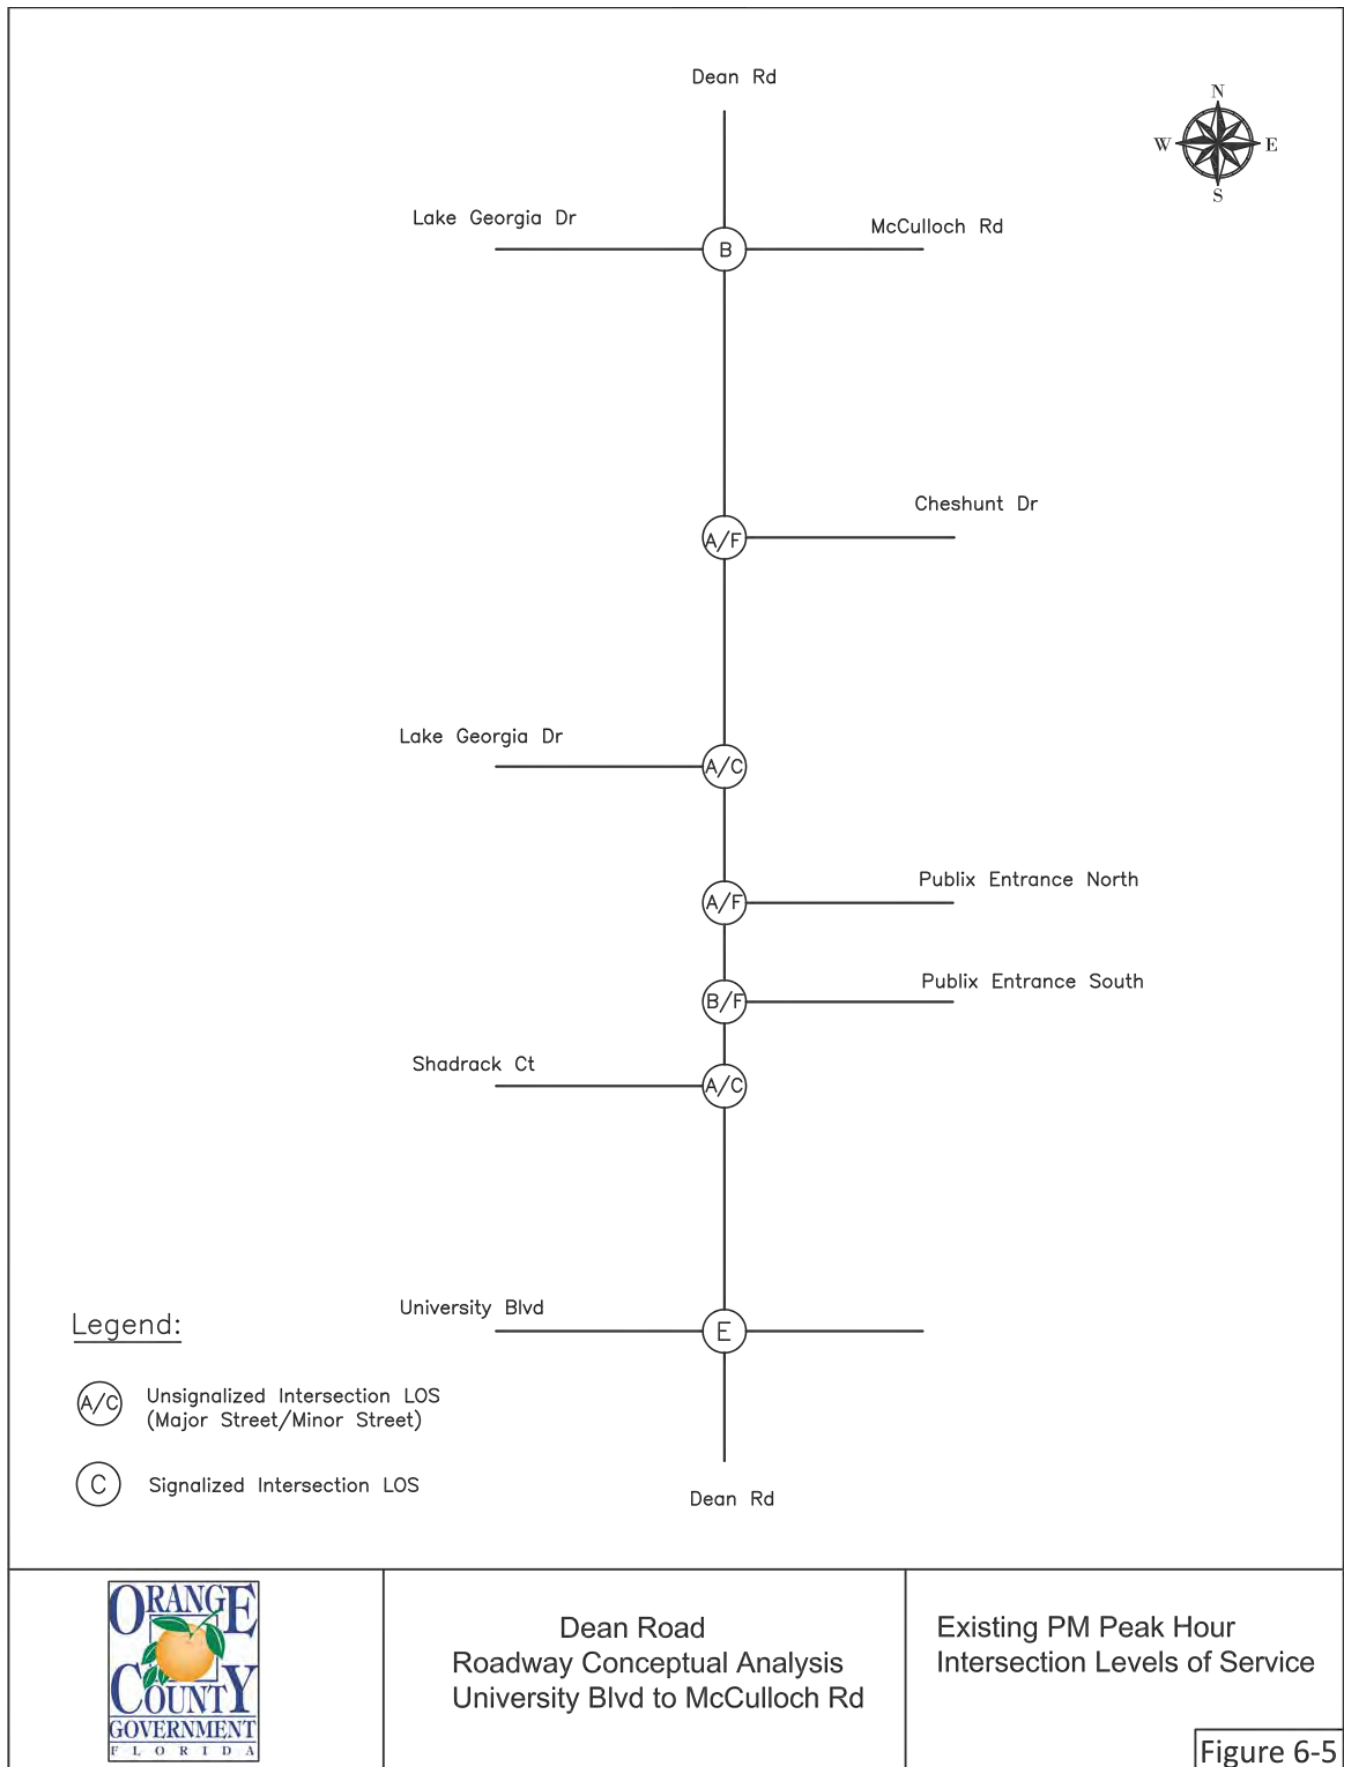 Dean Rd
N
W
E
S
Lake Georgia Dr
McCulloch Rd
B
Cheshunt Dr
A/F
Lake Georgia Dr
A/C
Publix Entrance North
A/F
Publix Entrance South
B/F
Shadrack Ct
A/C
University Blvd
E
Legend:
A/C
Unsignalized Intersection LOS
(Major Street/Minor Street)
C
Signalized Intersection LOS
Dean Rd
ORANGE
COUNTY
GOVERNMENT
FLORIDA
Dean Road
Roadway Conceptual Analysis
University Blvd to McCulloch Rd
Existing PM Peak Hour
Intersection Levels of Service
Figure 6-5